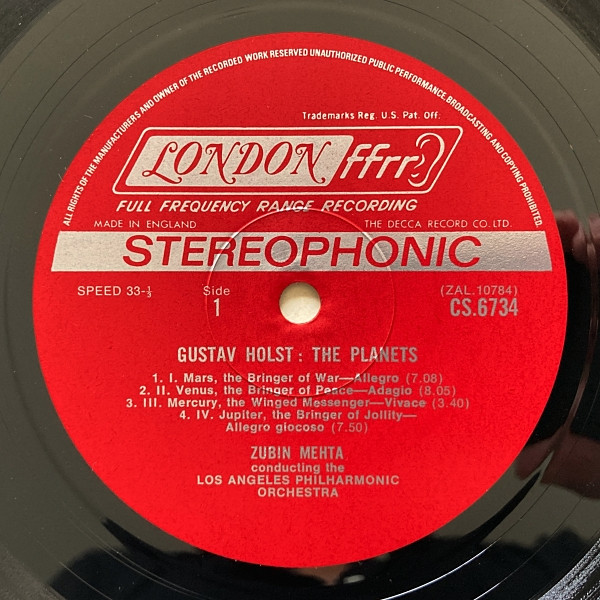 ALL RIGHTS OF THE MANUFACTURERS AND OWNER OF THE RECORDED WORK RESERVED UNAUTHORIZED PUBLIC PERFORMANCE BROADCASTING AND COPYING PROHIBITED
Trademarks Reg. U.S. Pat. Off.
LONDON ffrr
FULL FREQUENCY RANGE RECORDING
MADE IN ENGLAND THE DECCA RECORD CO. LTD.
STEREOPHONIC
SPEED 33-⅓ Side (ZAL.10784)
1 CS.6734
GUSTAV HOLST: THE PLANETS
1. I. Mars, the Bringer of War—Allegro (7.08)
2. II. Venus, the Bringer of Peace—Adagio (8.05)
3. III. Mercury, the Winged Messenger—Vivace (3.40)
4. IV. Jupiter, the Bringer of Jollity—
Allegro giocoso (7.50)
ZUBIN MEHTA
conducting the
LOS ANGELES PHILHARMONIC
ORCHESTRA